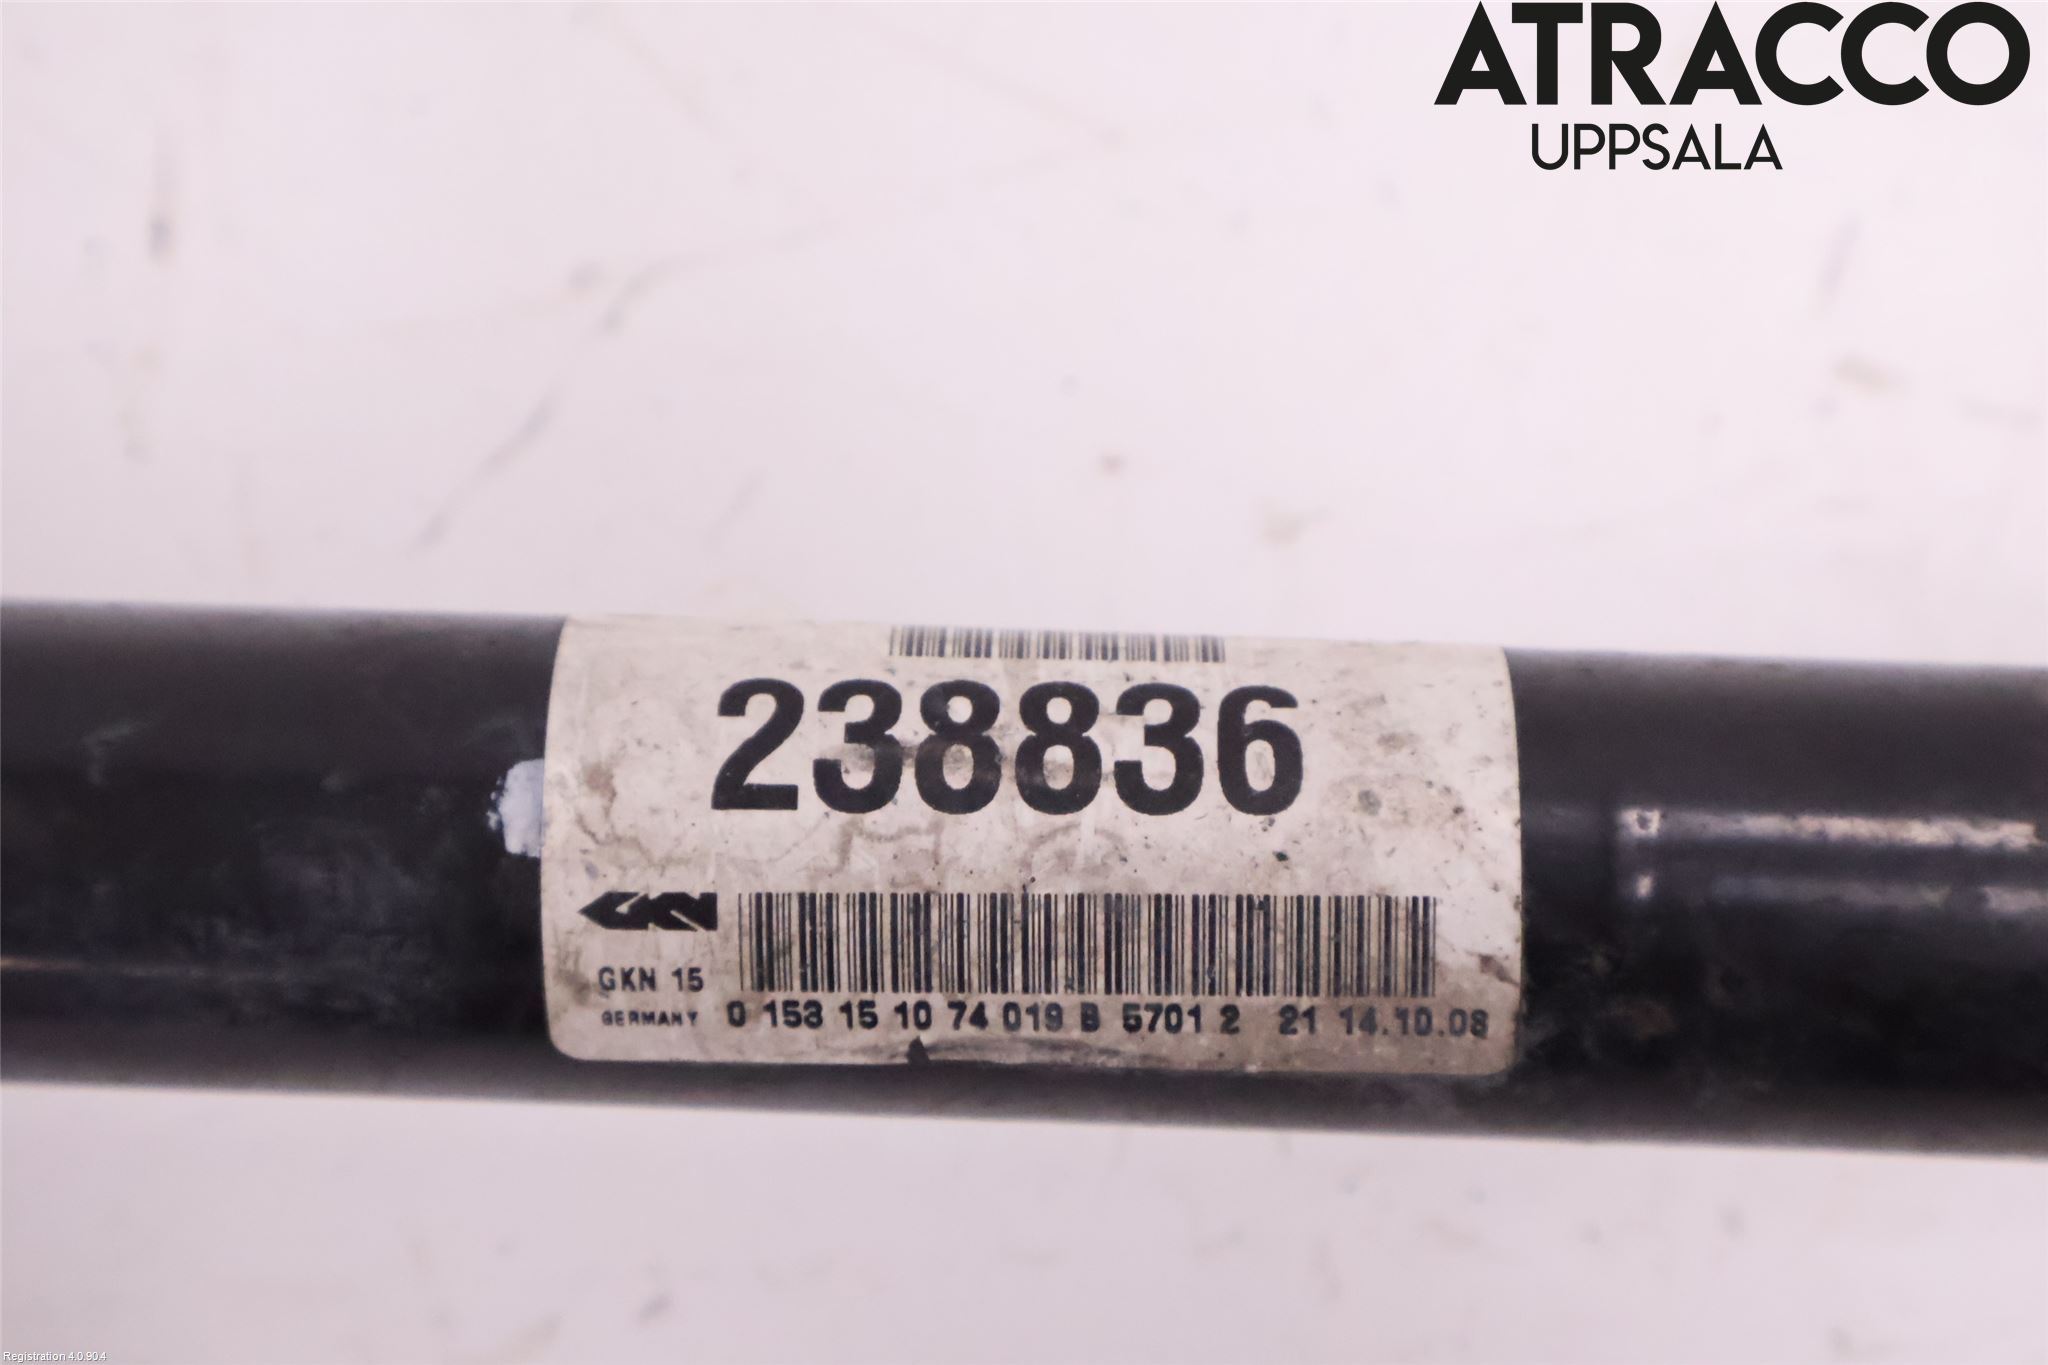 ATRACCO
UPPSALA
238836
GKN
GKN 15
GERMANY 0 153 15 10 74 019 B 5701 2 21 14.10.08
Registration 4.0.90.4